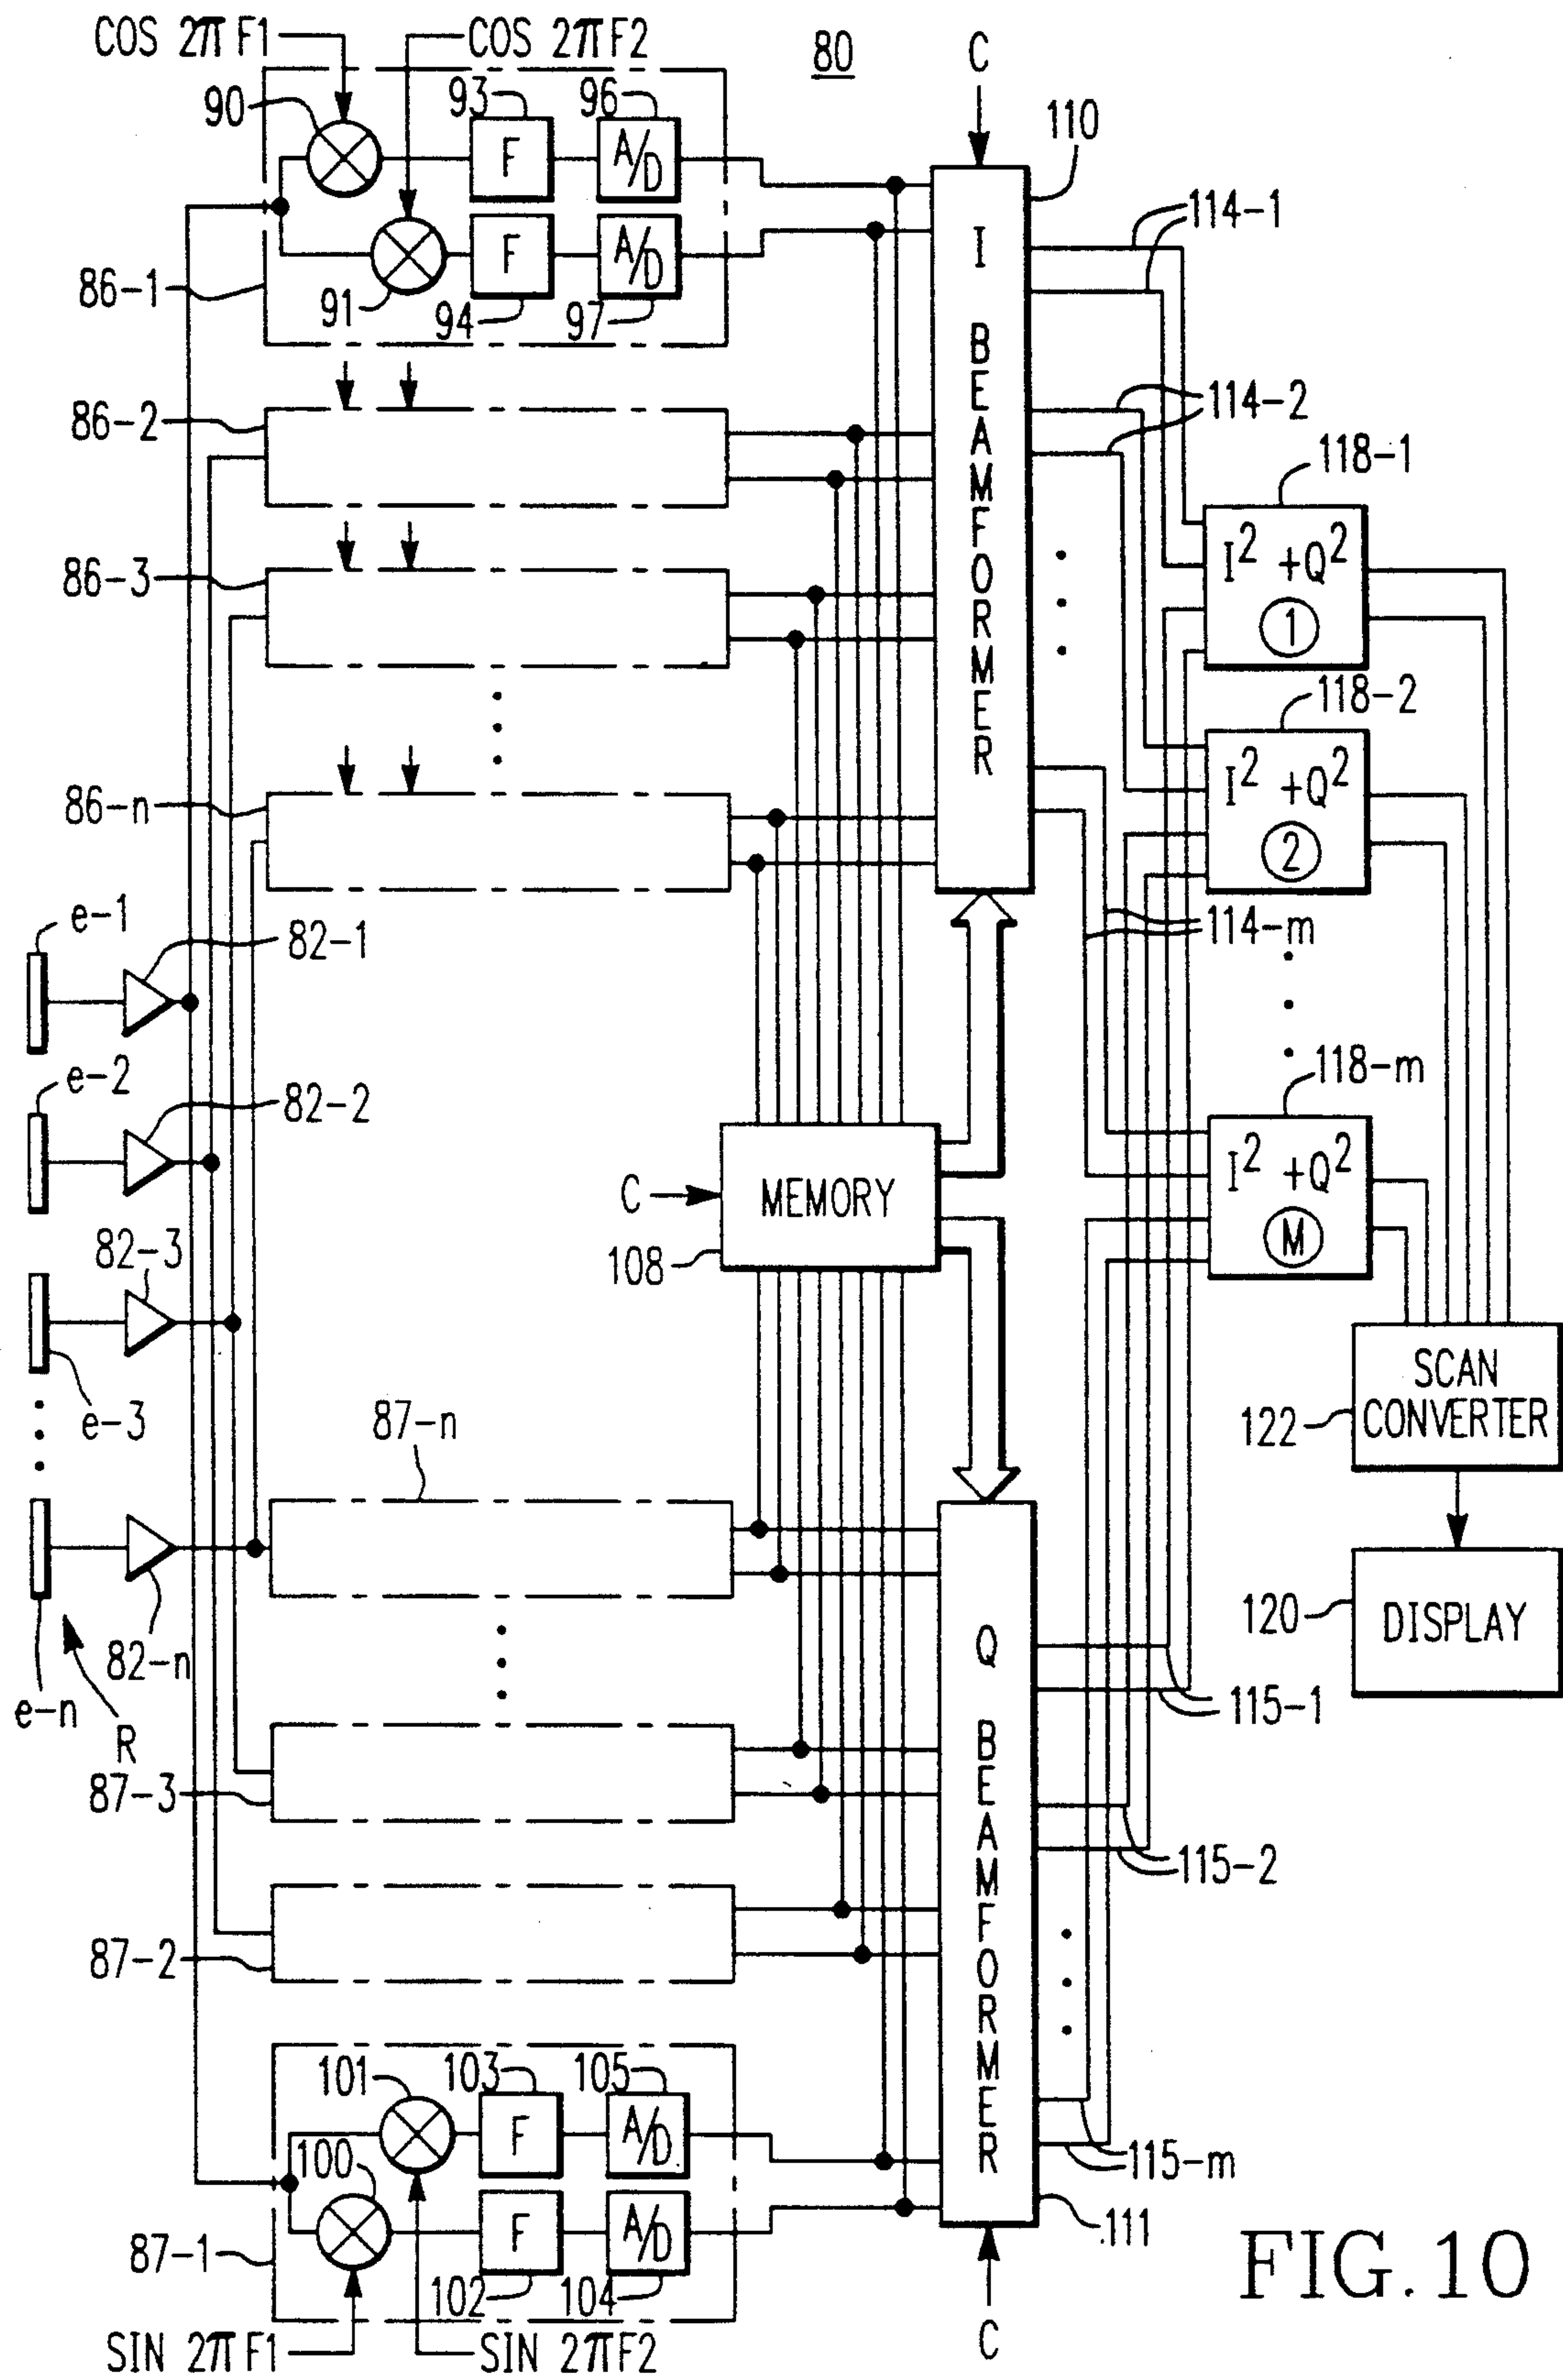 COS 2π F1
COS 2π F2
80
C
90
93
96
110
F
A/D
114-1
I BEAMFORMER
F
A/D
86-1
91
94
97
86-2
114-2
118-1
I² +Q²
1
86-3
118-2
I² +Q²
2
86-n
e-1
82-1
114-m
e-2
82-2
118-m
I² +Q²
M
C
MEMORY
108
82-3
e-3
SCAN
CONVERTER
122
87-n
120
DISPLAY
82-n
e-n
R
Q BEAMFORMER
115-1
87-3
115-2
87-2
101
103
105
F
A/D
100
115-m
F
A/D
87-1
102
104
111
C
SIN 2π F1
SIN 2π F2
FIG. 10